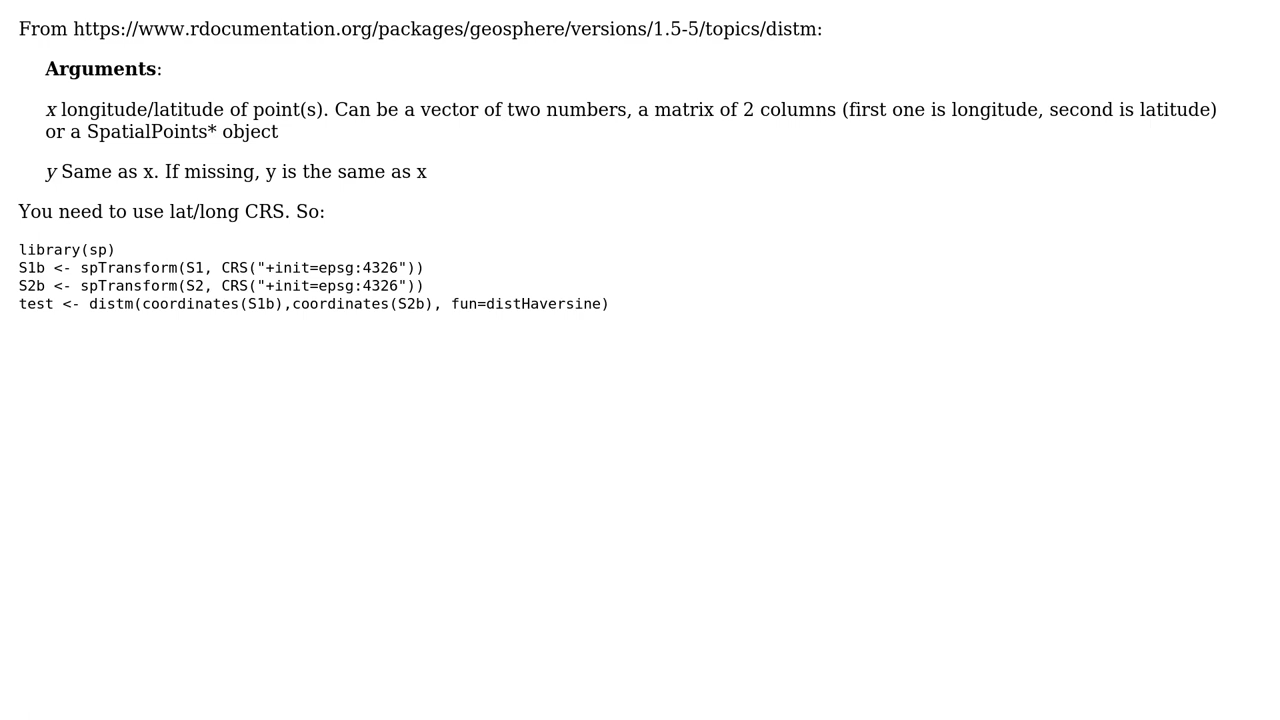 From https://www.rdocumentation.org/packages/geosphere/versions/1.5-5/topics/distm:
Arguments:
x longitude/latitude of point(s). Can be a vector of two numbers, a matrix of 2 columns (first one is longitude, second is latitude)
or a SpatialPoints* object
y Same as x. If missing, y is the same as x
You need to use lat/long CRS. So:
library(sp)
S1b <- spTransform(S1, CRS("+init=epsg:4326"))
S2b <- spTransform(S2, CRS("+init=epsg:4326"))
test <- distm(coordinates(S1b),coordinates(S2b), fun=distHaversine)